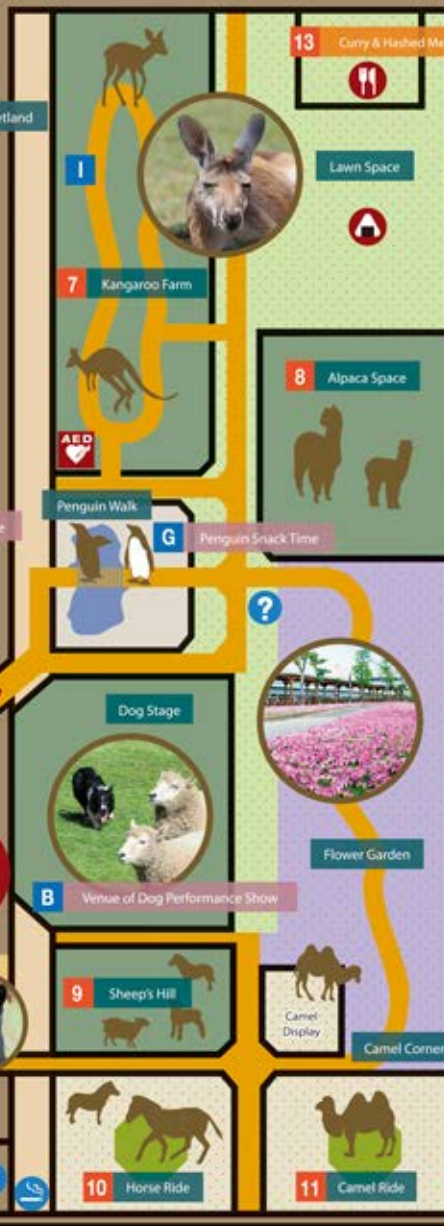 13 Curry & Hashed
Lawn Space
I
7 Kangaroo Farm
8 Alpaca Space
AED
Penguin Walk
G Penguin Snack Time
?
Dog Stage
B Venue of Dog Performance Show
Flower Garden
9 Sheep's Hill
Camel
Display
Camel Corner
10 Horse Ride
11 Camel Ride